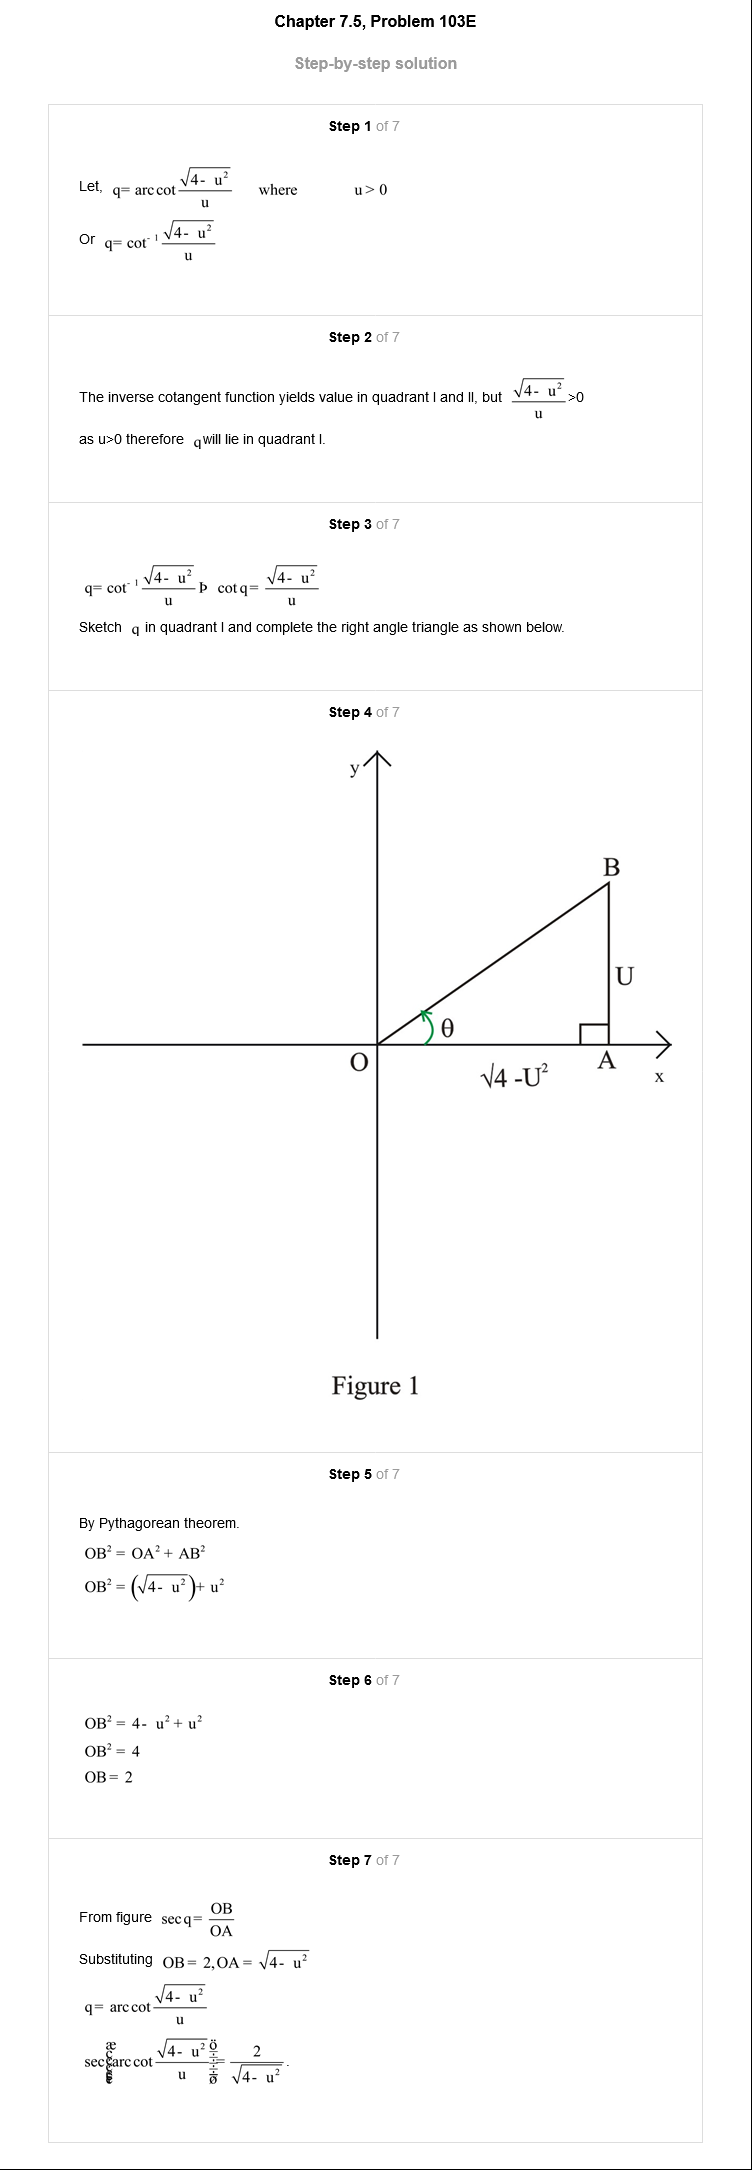 Chapter 7.5, Problem 103E
Step-by-step solution
Step 1 of 7
Let, q= arc cot √(4- u²)/u where u > 0
Or q= cot⁻¹ √(4- u²)/u
Step 2 of 7
The inverse cotangent function yields value in quadrant I and II, but √(4- u²)/u >0
as u>0 therefore q will lie in quadrant I.
Step 3 of 7
q= cot⁻¹ √(4- u²)/u Þ cot q= √(4- u²)/u
Sketch q in quadrant I and complete the right angle triangle as shown below.
Step 4 of 7
y
B
U
θ
O
A
√4 -U²
x
Figure 1
Step 5 of 7
By Pythagorean theorem.
OB² = OA² + AB²
OB² = (√(4- u²))+ u²
Step 6 of 7
OB² = 4- u² + u²
OB² = 4
OB = 2
Step 7 of 7
From figure sec q= OB/OA
Substituting OB = 2, OA = √(4- u²)
q= arc cot √(4- u²)/u
sec(arc cot √(4- u²)/u) = 2/√(4- u²).